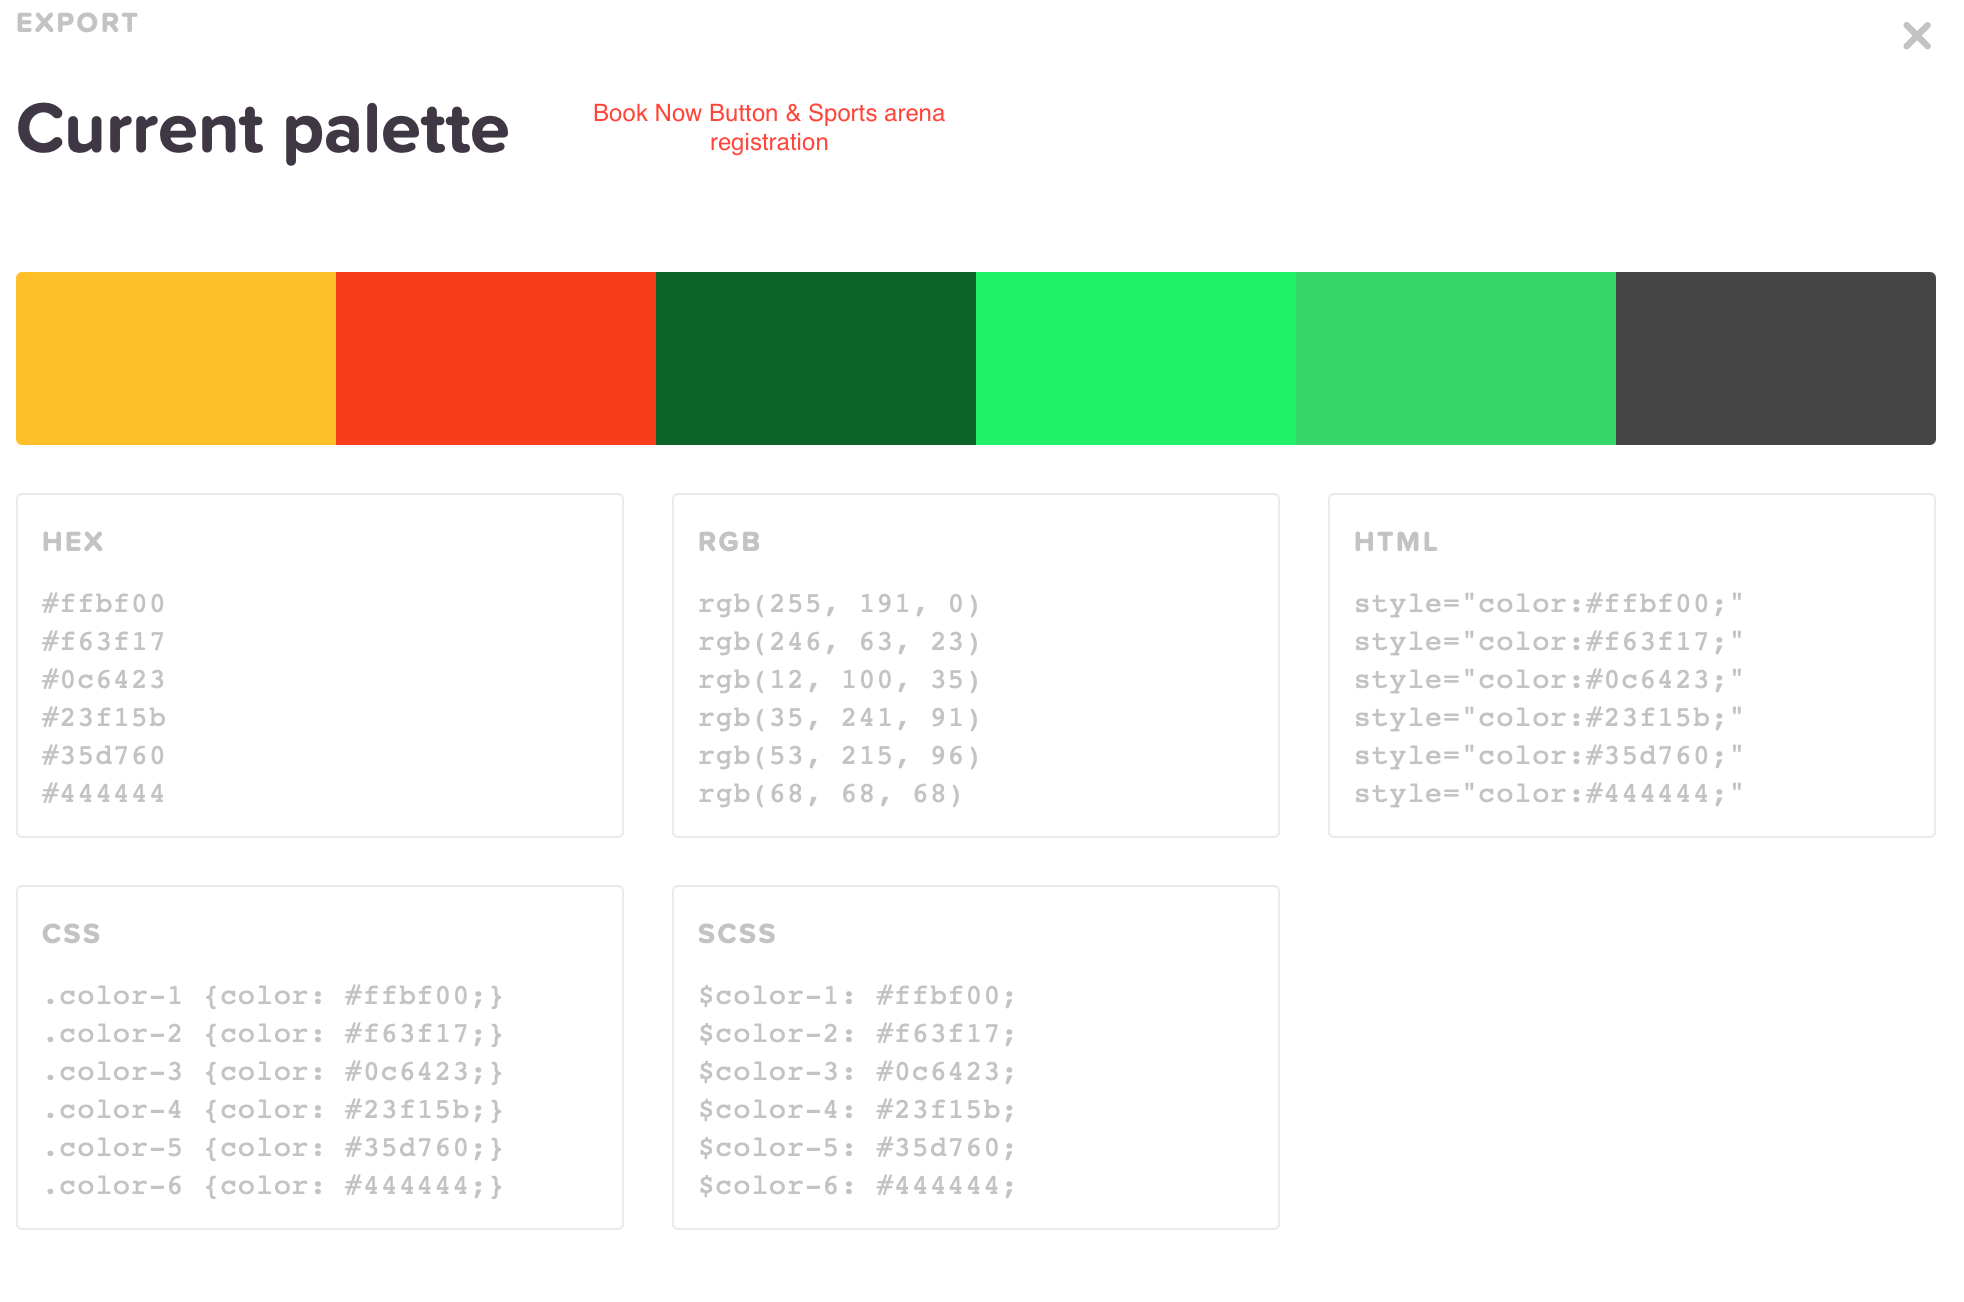 EXPORT
Current palette
Book Now Button & Sports arena
registration
HEX
#ffbf00
#f63f17
#0c6423
#23f15b
#35d760
#444444
RGB
rgb(255, 191, 0)
rgb(246, 63, 23)
rgb(12, 100, 35)
rgb(35, 241, 91)
rgb(53, 215, 96)
rgb(68, 68, 68)
HTML
style="color:#ffbf00;"
style="color:#f63f17;"
style="color:#0c6423;"
style="color:#23f15b;"
style="color:#35d760;"
style="color:#444444;"
CSS
.color-1 {color: #ffbf00;}
.color-2 {color: #f63f17;}
.color-3 {color: #0c6423;}
.color-4 {color: #23f15b;}
.color-5 {color: #35d760;}
.color-6 {color: #444444;}
SCSS
$color-1: #ffbf00;
$color-2: #f63f17;
$color-3: #0c6423;
$color-4: #23f15b;
$color-5: #35d760;
$color-6: #444444;